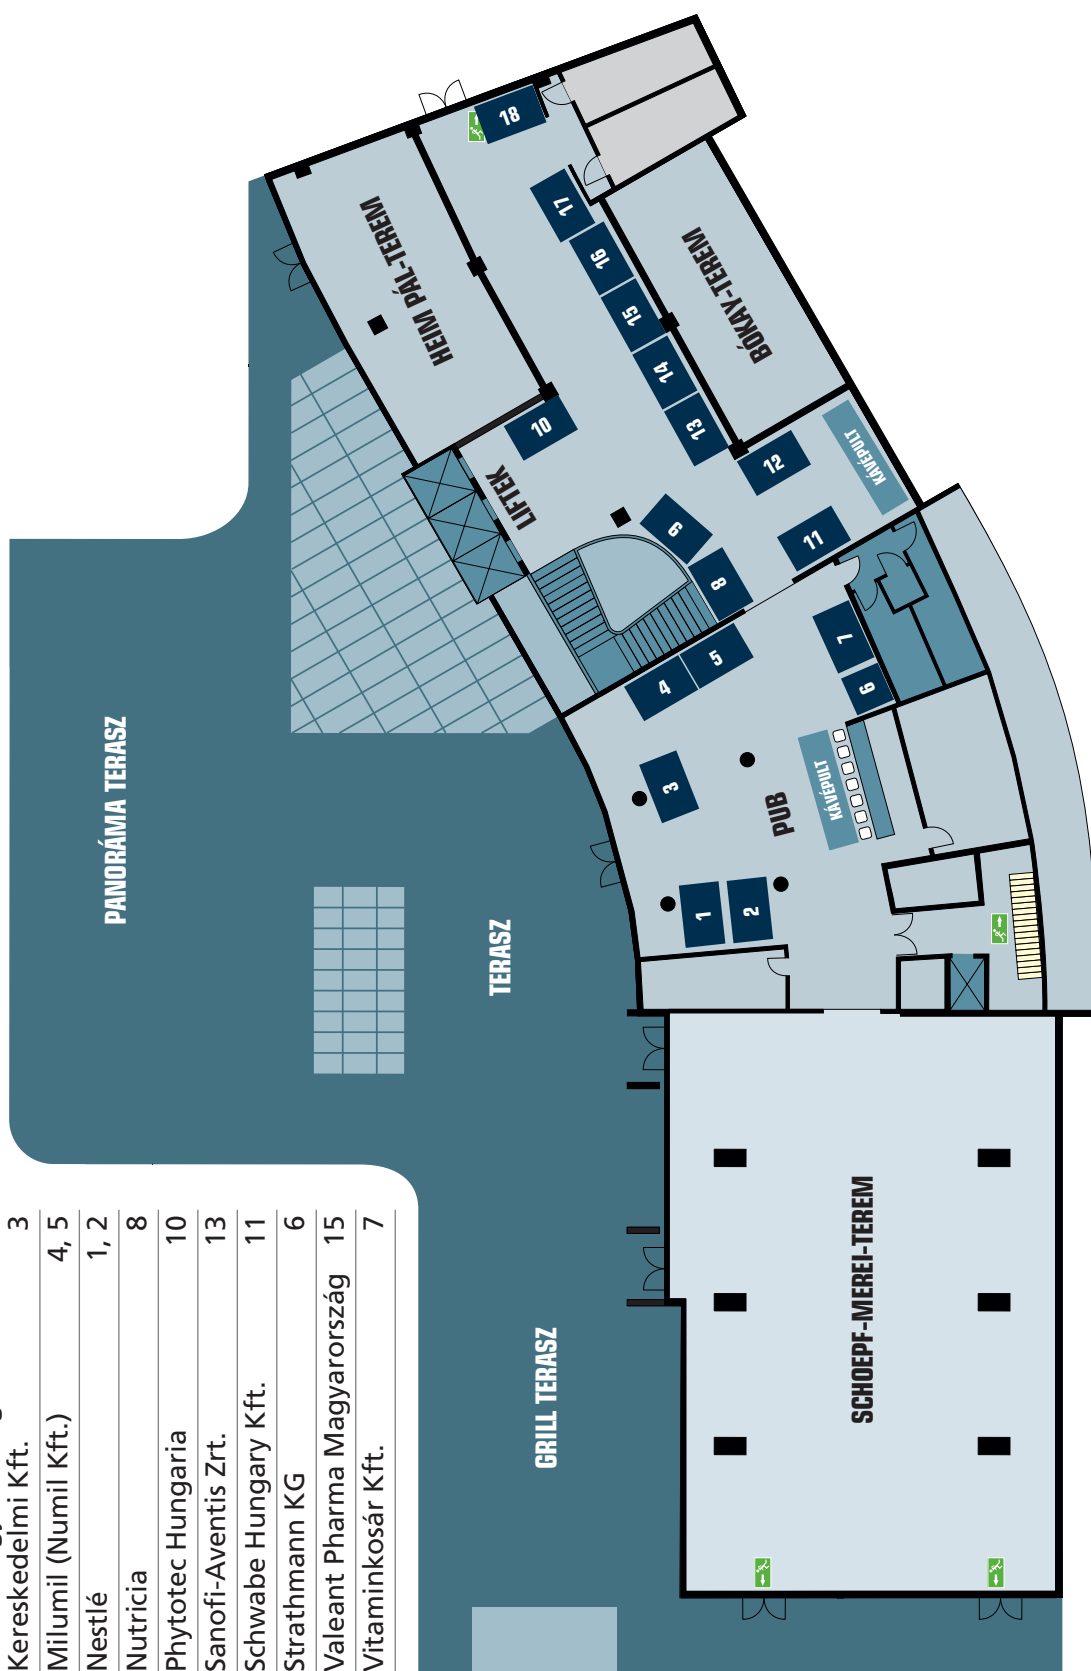 Kereskedelmi Kft. 3
Milumil (Numil Kft.) 4, 5
Nestlé 1, 2
Nutricia 8
Phytotec Hungaria 10
Sanofi-Aventis Zrt. 13
Schwabe Hungary Kft. 11
Strathmann KG 6
Valeant Pharma Magyarország 15
Vitaminkosár Kft. 7
PANORÁMA TERASZ
TERASZ
GRILL TERASZ
SCHOEPF-MEREI-TEREM
HEIM PÁL-TEREM
BÓKAY-TEREM
LIFTEK
PUB
KÁVÉPULT
KÁVÉPULT
1
2
3
4
5
6
7
8
9
10
11
12
13
14
15
16
17
18